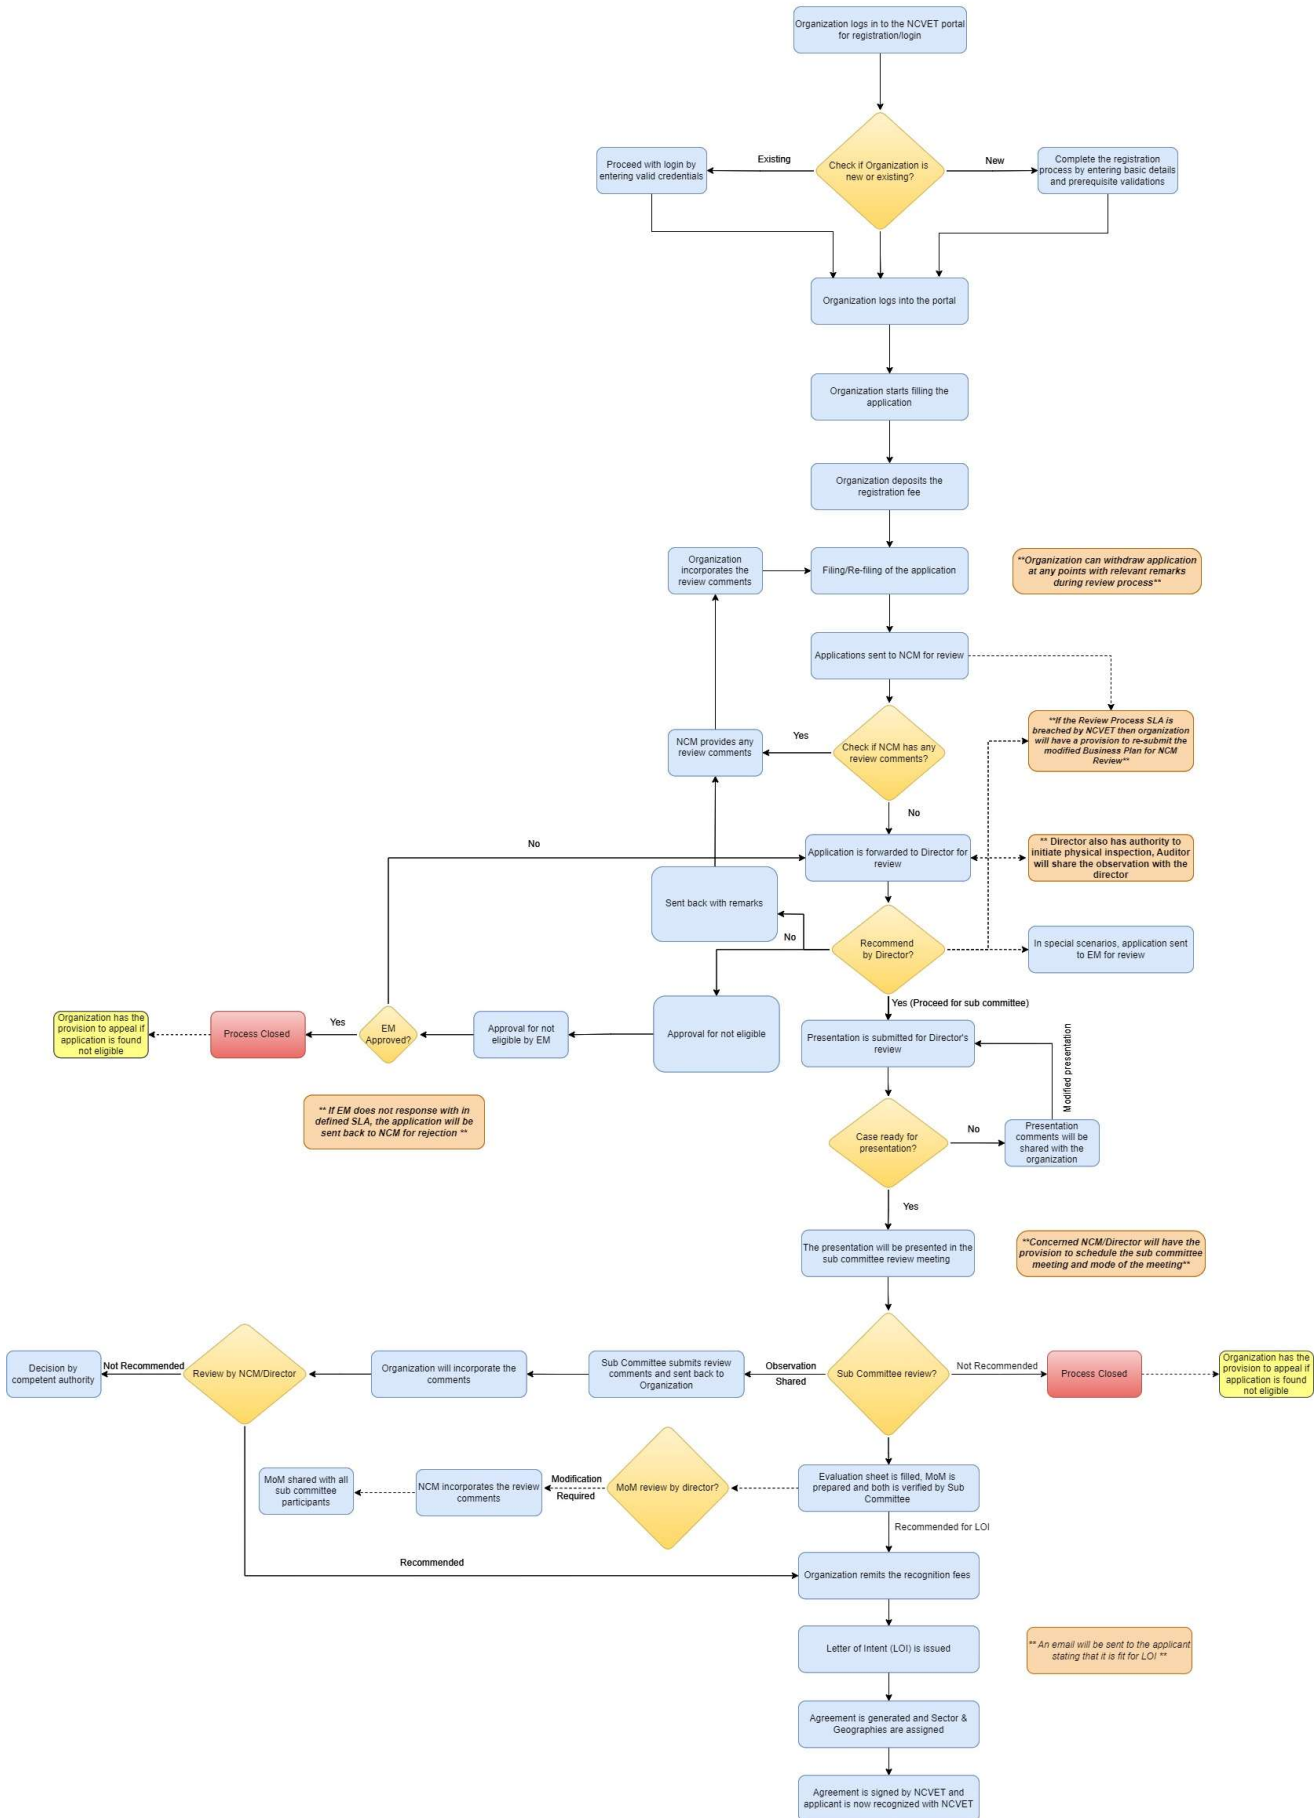 Organization logs in to the NCVET portal
for registration/login
Existing
New
Proceed with login by
entering valid credentials
Check if Organization is
new or existing?
Complete the registration
process by entering basic details
and prerequisite validations
Organization logs into the portal
Organization starts filling the
application
Organization deposits the
registration fee
Organization
incorporates the
review comments
Filing/Re-filing of the application
**Organization can withdraw application
at any points with relevant remarks
during review process**
Applications sent to NCM for review
**If the Review Process SLA is
breached by NCVET then organization
will have a provision to re-submit the
modified Business Plan for NCM
Review**
NCM provides any
review comments
Yes
Check if NCM has any
review comments?
No
No
Application is forwarded to Director for
review
** Director also has authority to
initiate physical inspection, Auditor
will share the observation with the
director
Sent back with remarks
No
Recommend
by Director?
In special scenarios, application sent
to EM for review
Yes (Proceed for sub committee)
Organization has the
provision to appeal if
application is found
not eligible
Process Closed
Yes
EM
Approved?
Approval for not
eligible by EM
Approval for not eligible
Presentation is submitted for Director's
review
Modified presentation
** If EM does not response with in
defined SLA, the application will be
sent back to NCM for rejection **
Case ready for
presentation?
No
Presentation
comments will be
shared with the
organization
Yes
The presentation will be presented in the
sub committee review meeting
**Concerned NCM/Director will have the
provision to schedule the sub committee
meeting and mode of the meeting**
Decision by
competent authority
Not Recommended
Review by NCM/Director
Organization will incorporate the
comments
Sub Committee submits review
comments and sent back to
Organization
Observation
Shared
Sub Committee review?
Not Recommended
Process Closed
Organization has the
provision to appeal if
application is found
not eligible
MoM shared with all
sub committee
participants
NCM incorporates the review
comments
Modification
Required
MoM review by director?
Evaluation sheet is filled, MoM is
prepared and both is verified by Sub
Committee
Recommended for LOI
Recommended
Organization remits the recognition fees
Letter of Intent (LOI) is issued
** An email will be sent to the applicant
stating that it is fit for LOI **
Agreement is generated and Sector &
Geographies are assigned
Agreement is signed by NCVET and
applicant is now recognized with NCVET